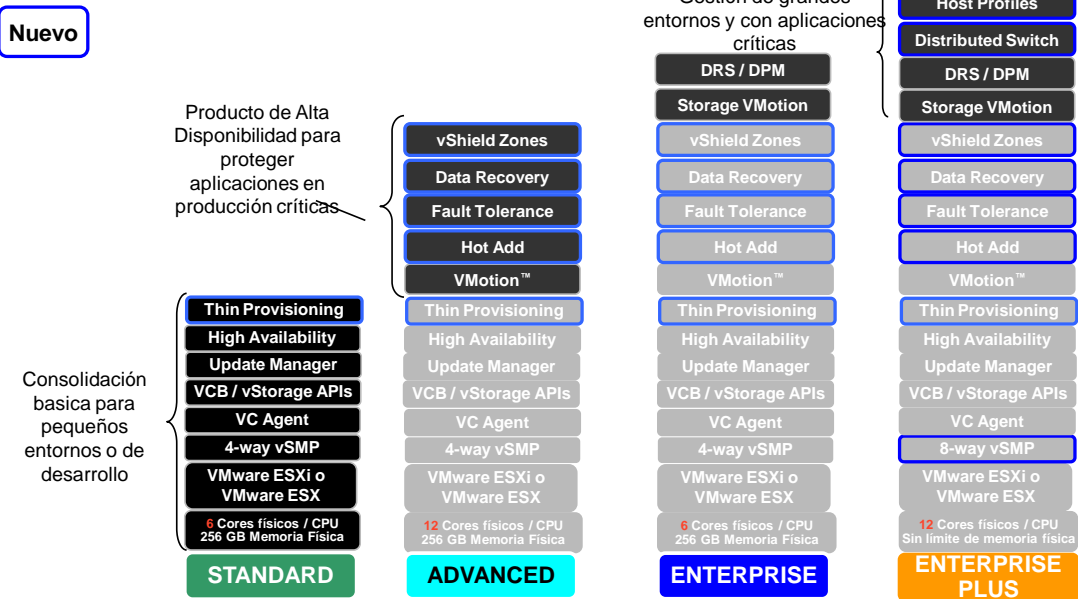 Nuevo
Gestión de grandes
entornos y con aplicaciones
críticas
Producto de Alta
Disponibilidad para
proteger
aplicaciones en
producción críticas
Consolidación
basica para
pequeños
entornos o de
desarrollo
Thin Provisioning
High Availability
Update Manager
VCB / vStorage APIs
VC Agent
4-way vSMP
VMware ESXi o
VMware ESX
6 Cores físicos / CPU
256 GB Memoria Física
STANDARD
vShield Zones
Data Recovery
Fault Tolerance
Hot Add
VMotion™
Thin Provisioning
High Availability
Update Manager
VCB / vStorage APIs
VC Agent
4-way vSMP
VMware ESXi o
VMware ESX
12 Cores físicos / CPU
256 GB Memoria Física
ADVANCED
DRS / DPM
Storage VMotion
vShield Zones
Data Recovery
Fault Tolerance
Hot Add
VMotion™
Thin Provisioning
High Availability
Update Manager
VCB / vStorage APIs
VC Agent
4-way vSMP
VMware ESXi o
VMware ESX
6 Cores físicos / CPU
256 GB Memoria Física
ENTERPRISE
Host Profiles
Distributed Switch
DRS / DPM
Storage VMotion
vShield Zones
Data Recovery
Fault Tolerance
Hot Add
VMotion™
Thin Provisioning
High Availability
Update Manager
VCB / vStorage APIs
VC Agent
8-way vSMP
VMware ESXi o
VMware ESX
12 Cores físicos / CPU
Sin límite de memoria física
ENTERPRISE
PLUS